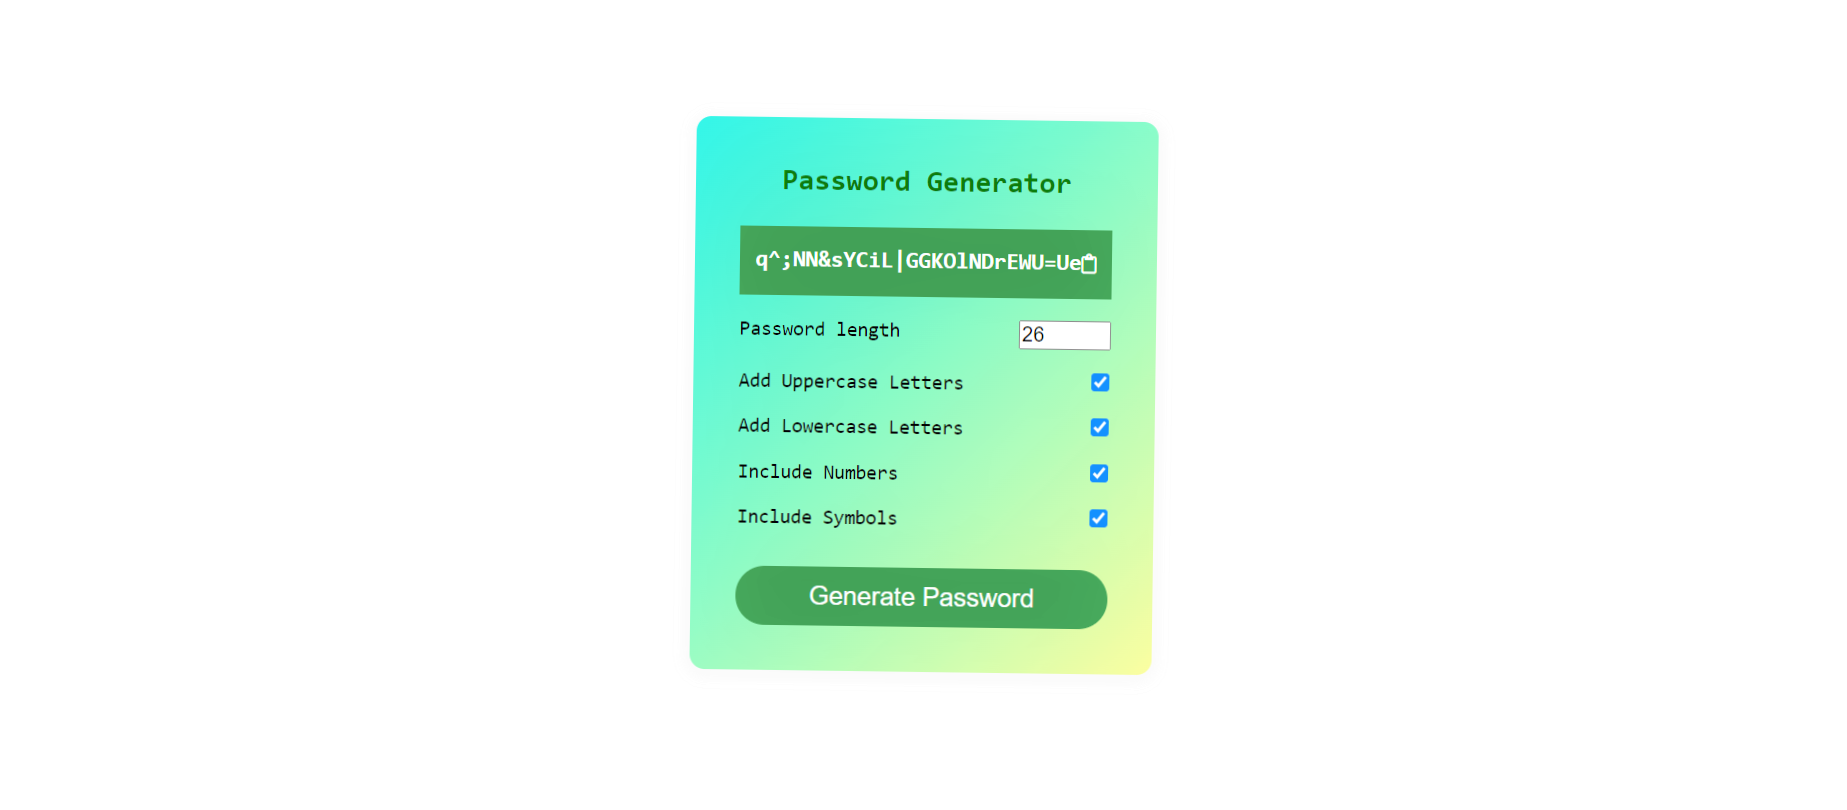 Password Generator
q^;NN&sYCiL|GGKOlNDrEWU=Ue
Password length
26
Add Uppercase Letters
Add Lowercase Letters
Include Numbers
Include Symbols
Generate Password